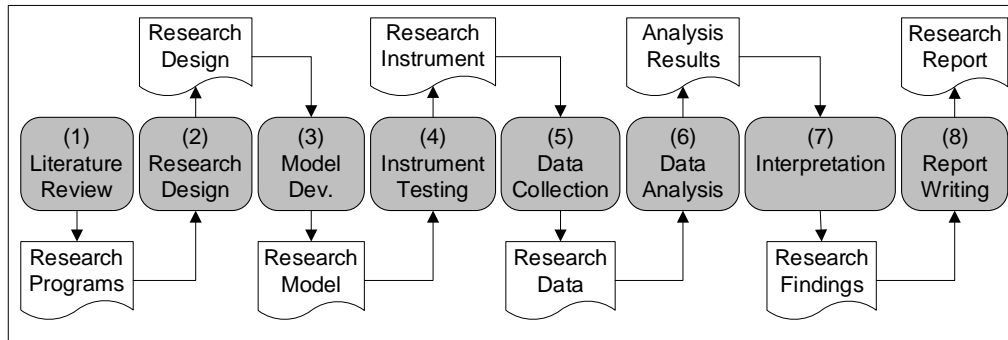 Research
Design
Research
Instrument
Analysis
Results
Research
Report
(1)
Literature
Review
(2)
Research
Design
(3)
Model
Dev.
(4)
Instrument
Testing
(5)
Data
Collection
(6)
Data
Analysis
(7)
Interpretation
(8)
Report
Writing
Research
Programs
Research
Model
Research
Data
Research
Findings